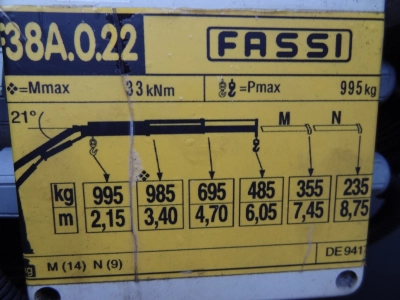 F38A.0.22 FASSI
=Mmax 33 kNm =Pmax 995 kg
21° M N
kg 995 985 695 485 355 235
m 2,15 3,40 4,70 6,05 7,45 8,75
M (14) N (9) DE 941